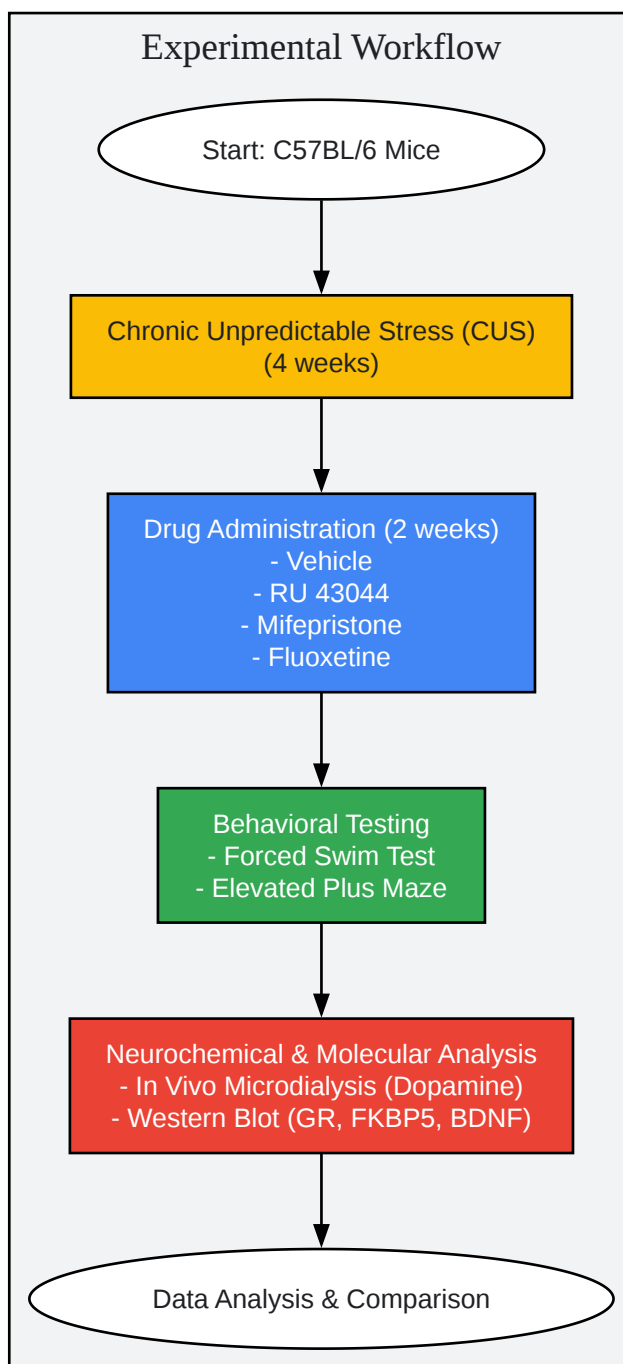 Experimental Workflow
Start: C57BL/6 Mice
Chronic Unpredictable Stress (CUS)
(4 weeks)
Drug Administration (2 weeks)
- Vehicle
- RU 43044
- Mifepristone
- Fluoxetine
Behavioral Testing
- Forced Swim Test
- Elevated Plus Maze
Neurochemical & Molecular Analysis
- In Vivo Microdialysis (Dopamine)
- Western Blot (GR, FKBP5, BDNF)
Data Analysis & Comparison